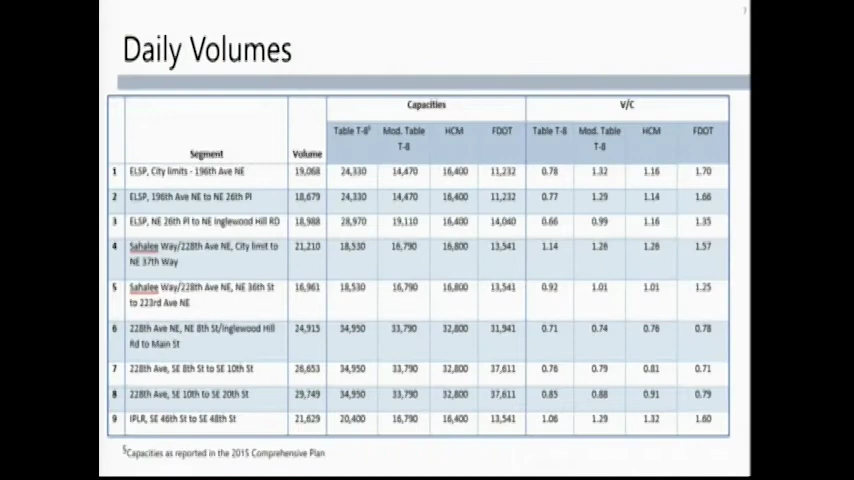 7
Daily Volumes
Capacities V/C
Segment Volume Table T-8§ Mod. Table T-8 HCM FDOT Table T-8 Mod. Table T-8 HCM FDOT
1 ELSP, City limits - 196th Ave NE 19,068 24,330 14,470 16,400 11,232 0.78 1.32 1.16 1.70
2 ELSP, 196th Ave NE to NE 26th Pl 18,679 24,330 14,470 16,400 11,232 0.77 1.29 1.14 1.66
3 ELSP, NE 26th Pl to NE Inglewood Hill RD 18,988 28,970 19,110 16,400 14,040 0.66 0.99 1.16 1.35
4 Sahalee Way/228th Ave NE, City limit to 21,210 18,530 16,790 16,800 13,541 1.14 1.26 1.26 1.57
NE 37th Way
5 Sahalee Way/228th Ave NE, NE 36th St 16,961 18,530 16,790 16,800 13,541 0.92 1.01 1.01 1.25
to 223rd Ave NE
6 228th Ave NE, NE 8th St/Inglewood Hill 24,915 34,950 33,790 32,800 31,941 0.71 0.74 0.76 0.78
Rd to Main St
7 228th Ave, SE 8th St to SE 10th St 26,653 34,950 33,790 32,800 37,611 0.76 0.79 0.81 0.71
8 228th Ave, SE 10th to SE 20th St 29,749 34,950 33,790 32,800 37,611 0.85 0.88 0.91 0.79
9 IPLR, SE 46th St to SE 48th St 21,629 20,400 16,790 16,400 13,541 1.06 1.29 1.32 1.60
§Capacities as reported in the 2015 Comprehensive Plan